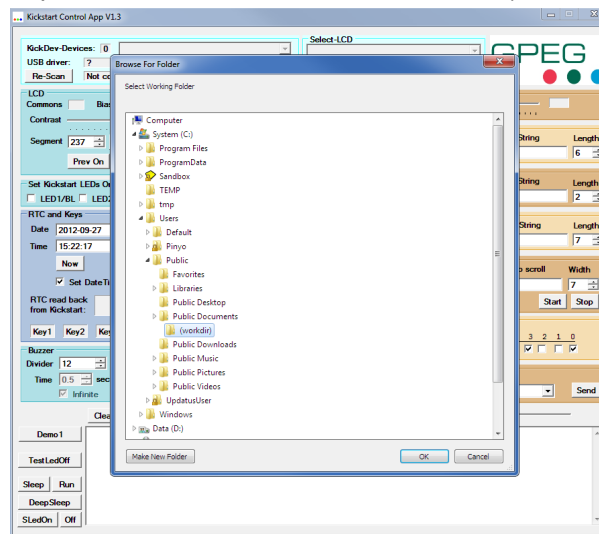 Kickstart Control App V1.3
Select-LCD
KickDev-Devices: 0
USB driver: ?
Re-Scan Not co
GPEG
Browse For Folder
Select Working Folder
Computer
System (C:)
Program Files
ProgramData
Sandbox
TEMP
tmp
Users
Default
Pinyo
Public
Favorites
Libraries
Public Desktop
Public Documents
(workdir)
Public Downloads
Public Music
Public Pictures
Public Videos
UpdatusUser
Windows
Data (D:)
Make New Folder OK Cancel
LCD
Commons Bias
Contrast
Segment 237
Prev On
Set Kickstart LEDs On
LED1/BL LED2
RTC and Keys
Date 2012-09-27
Time 15:22:17
Now
Set DateTi
RTC read back
from Kickstart:
Key1 Key2 Key
Buzzer
Divider 12
Time 0.5 sec
Infinite
Clea
Demo1
TestLedOff
Sleep Run
DeepSleep
SLedOn Off
String Length
6
String Length
2
String Length
7
o scroll Width
7
Start Stop
3 2 1 0
Send